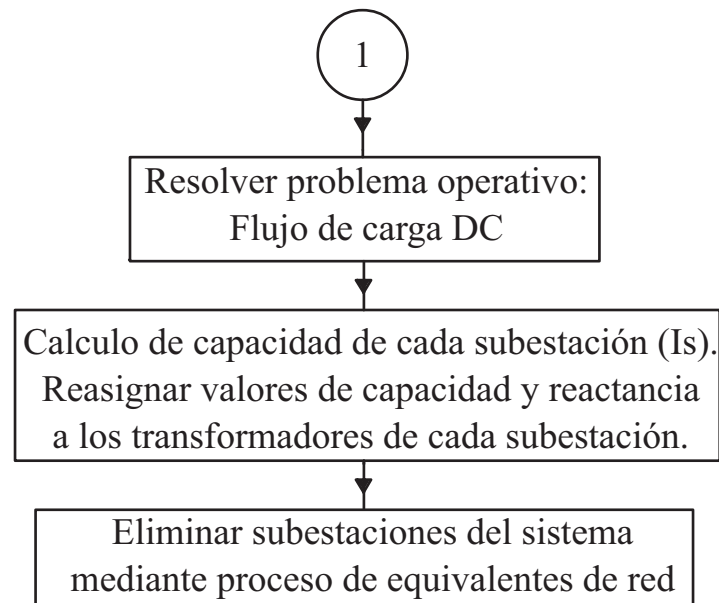 1
Resolver problema operativo:
Flujo de carga DC
Calculo de capacidad de cada subestación (Is).
Reasignar valores de capacidad y reactancia
a los transformadores de cada subestación.
Eliminar subestaciones del sistema
mediante proceso de equivalentes de red